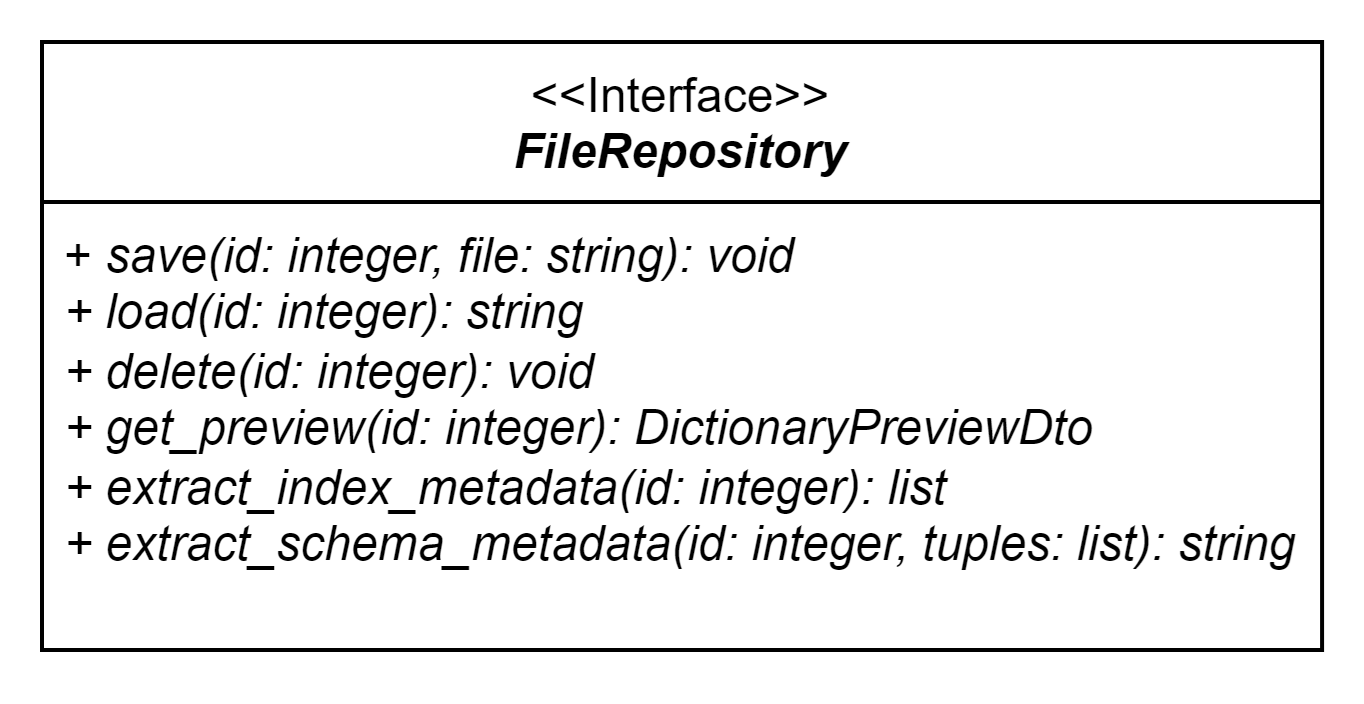 <<Interface>>
FileRepository
+ save(id: integer, file: string): void
+ load(id: integer): string
+ delete(id: integer): void
+ get_preview(id: integer): DictionaryPreviewDto
+ extract_index_metadata(id: integer): list
+ extract_schema_metadata(id: integer, tuples: list): string